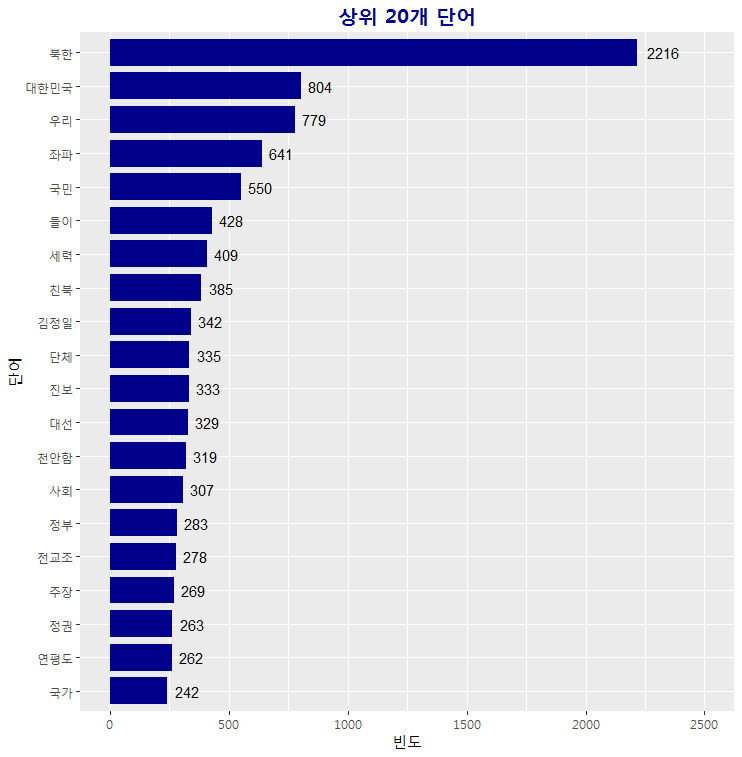 상위 20개 단어
북한 2216
대한민국 804
우리 779
좌파 641
국민 550
들이 428
세력 409
친북 385
김정일 342
단체 335
진보 333
대선 329
천안함 319
사회 307
정부 283
전교조 278
주장 269
정권 263
연평도 262
국가 242
단어
0 500 1000 1500 2000 2500
빈도